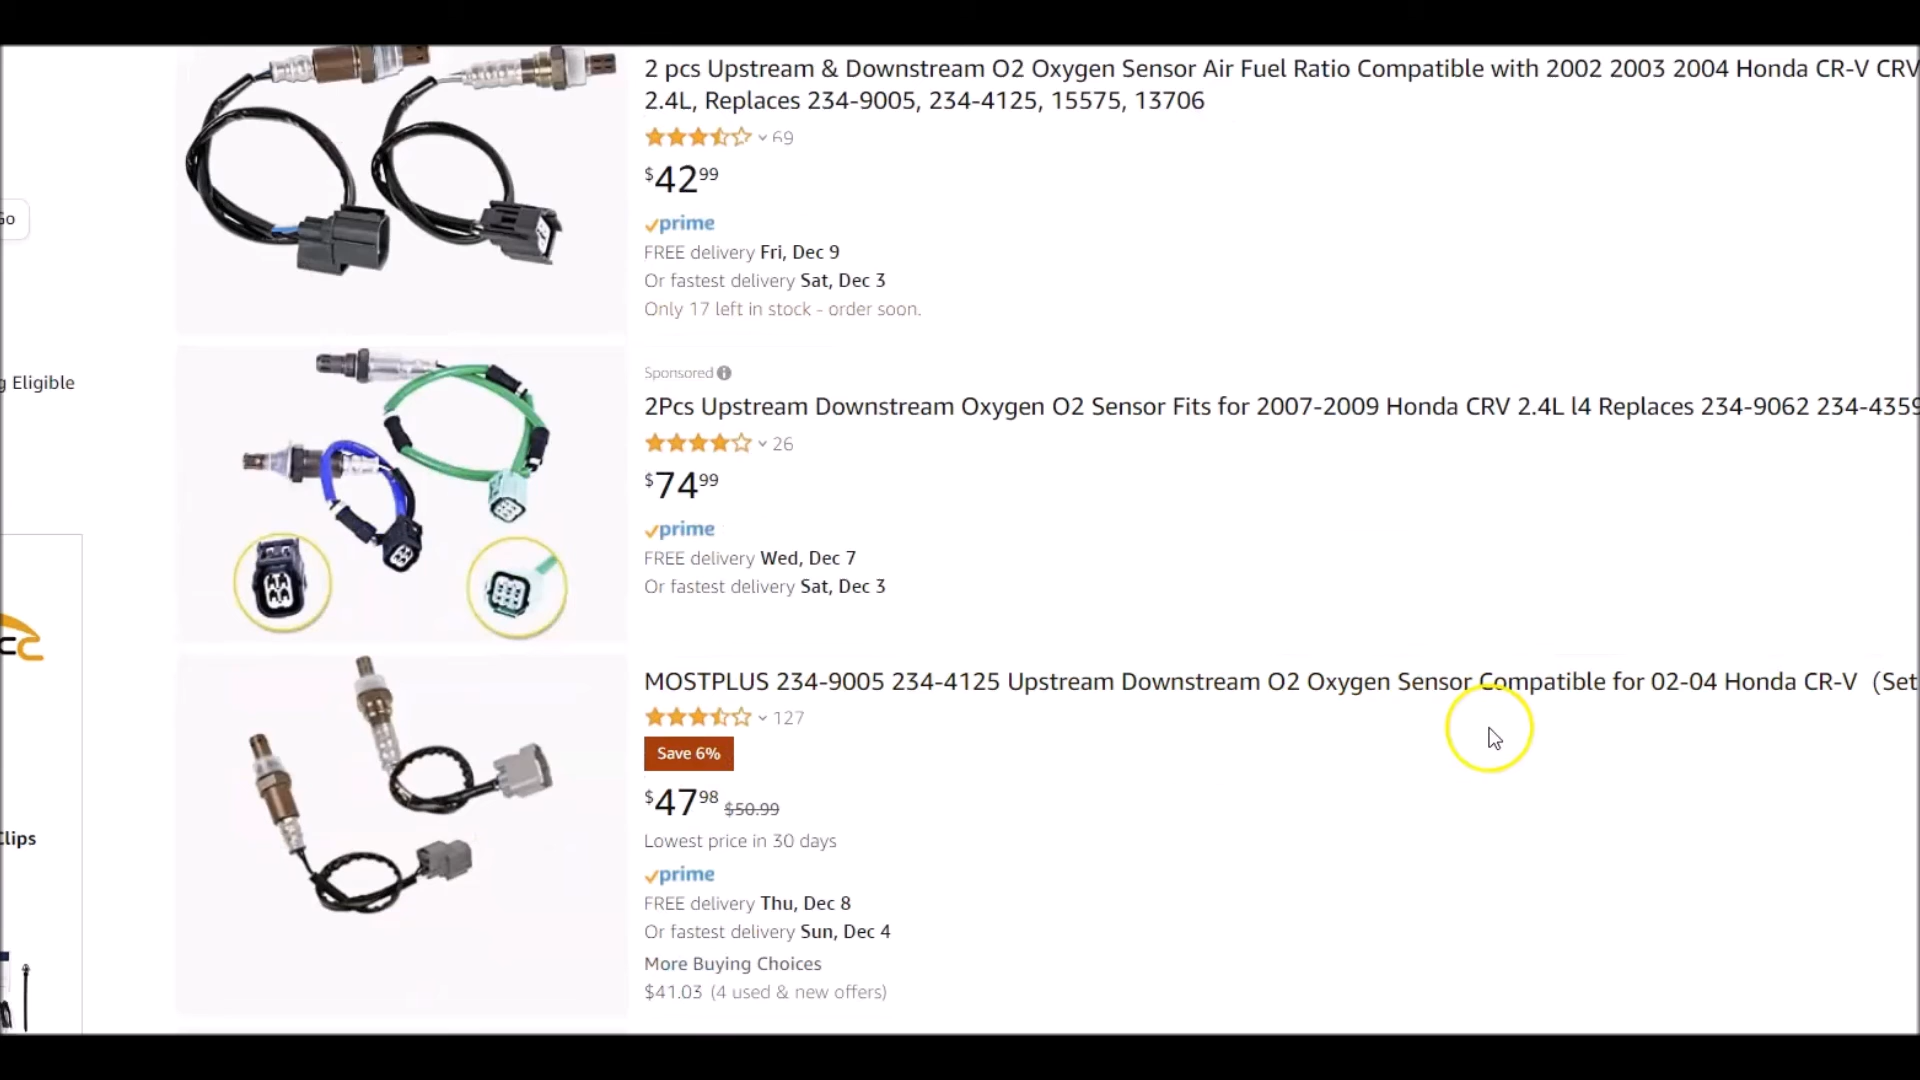 2 pcs Upstream & Downstream O2 Oxygen Sensor Air Fuel Ratio Compatible with 2002 2003 2004 Honda CR-V CRV
2.4L, Replaces 234-9005, 234-4125, 15575, 13706
69
$42.99
prime
FREE delivery Fri, Dec 9
Or fastest delivery Sat, Dec 3
Only 17 left in stock - order soon.
Go
Eligible
Sponsored
2Pcs Upstream Downstream Oxygen O2 Sensor Fits for 2007-2009 Honda CRV 2.4L l4 Replaces 234-9062 234-4359
26
$74.99
prime
FREE delivery Wed, Dec 7
Or fastest delivery Sat, Dec 3
MOSTPLUS 234-9005 234-4125 Upstream Downstream O2 Oxygen Sensor Compatible for 02-04 Honda CR-V (Set
127
Save 6%
$47.98 $50.99
Lowest price in 30 days
prime
FREE delivery Thu, Dec 8
Or fastest delivery Sun, Dec 4
More Buying Choices
$41.03 (4 used & new offers)
Clips